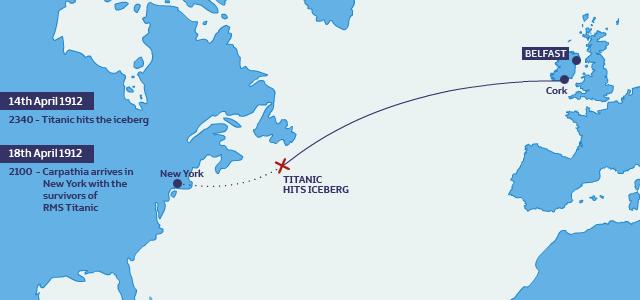 BELFAST
Cork
14th April 1912
2340 - Titanic hits the iceberg
18th April 1912
2100 - Carpathia arrives in
New York with the
survivors of
RMS Titanic
New York
TITANIC
HITS ICEBERG